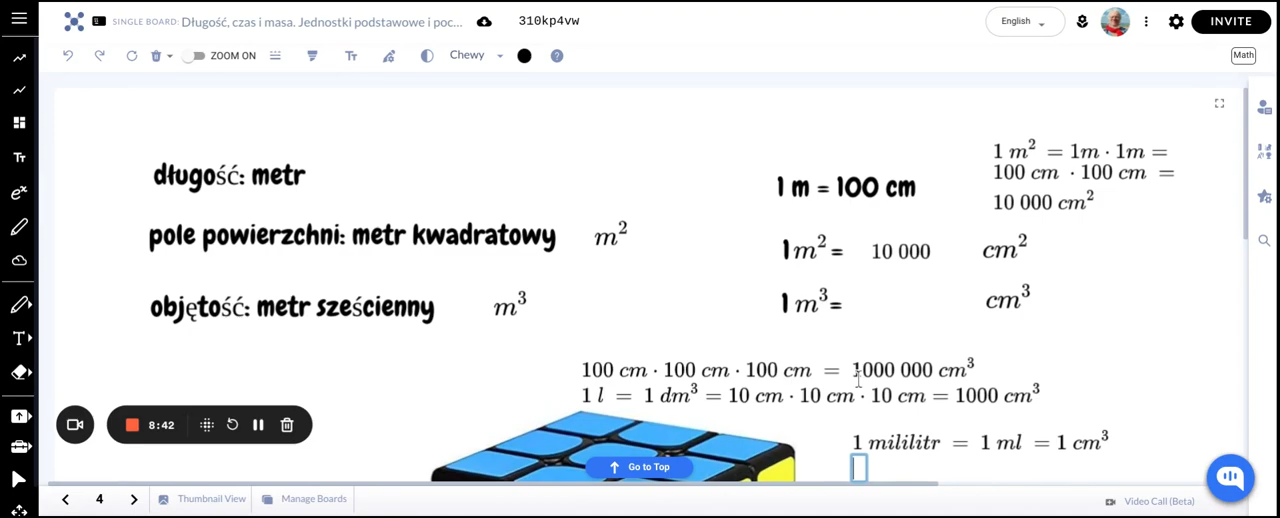 SINGLE BOARD: Długość, czas i masa. Jednostki podstawowe i poc...
310kp4vw
English
INVITE
ZOOM ON
Tт
Chewy
Math
długość: metr
pole powierzchni: metr kwadratowy m²
objętość: metr sześcienny m³
1 m = 100 cm
1 m² = 10 000 cm²
1 m³ = cm³
1 m² = 1m · 1m =
100 cm · 100 cm =
10 000 cm²
100 cm · 100 cm · 100 cm = 1000 000 cm³
1 l = 1 dm³ = 10 cm · 10 cm · 10 cm = 1000 cm³
1 mililitr = 1 ml = 1 cm³
8:42
Go to Top
4
Thumbnail View
Manage Boards
Video Call (Beta)